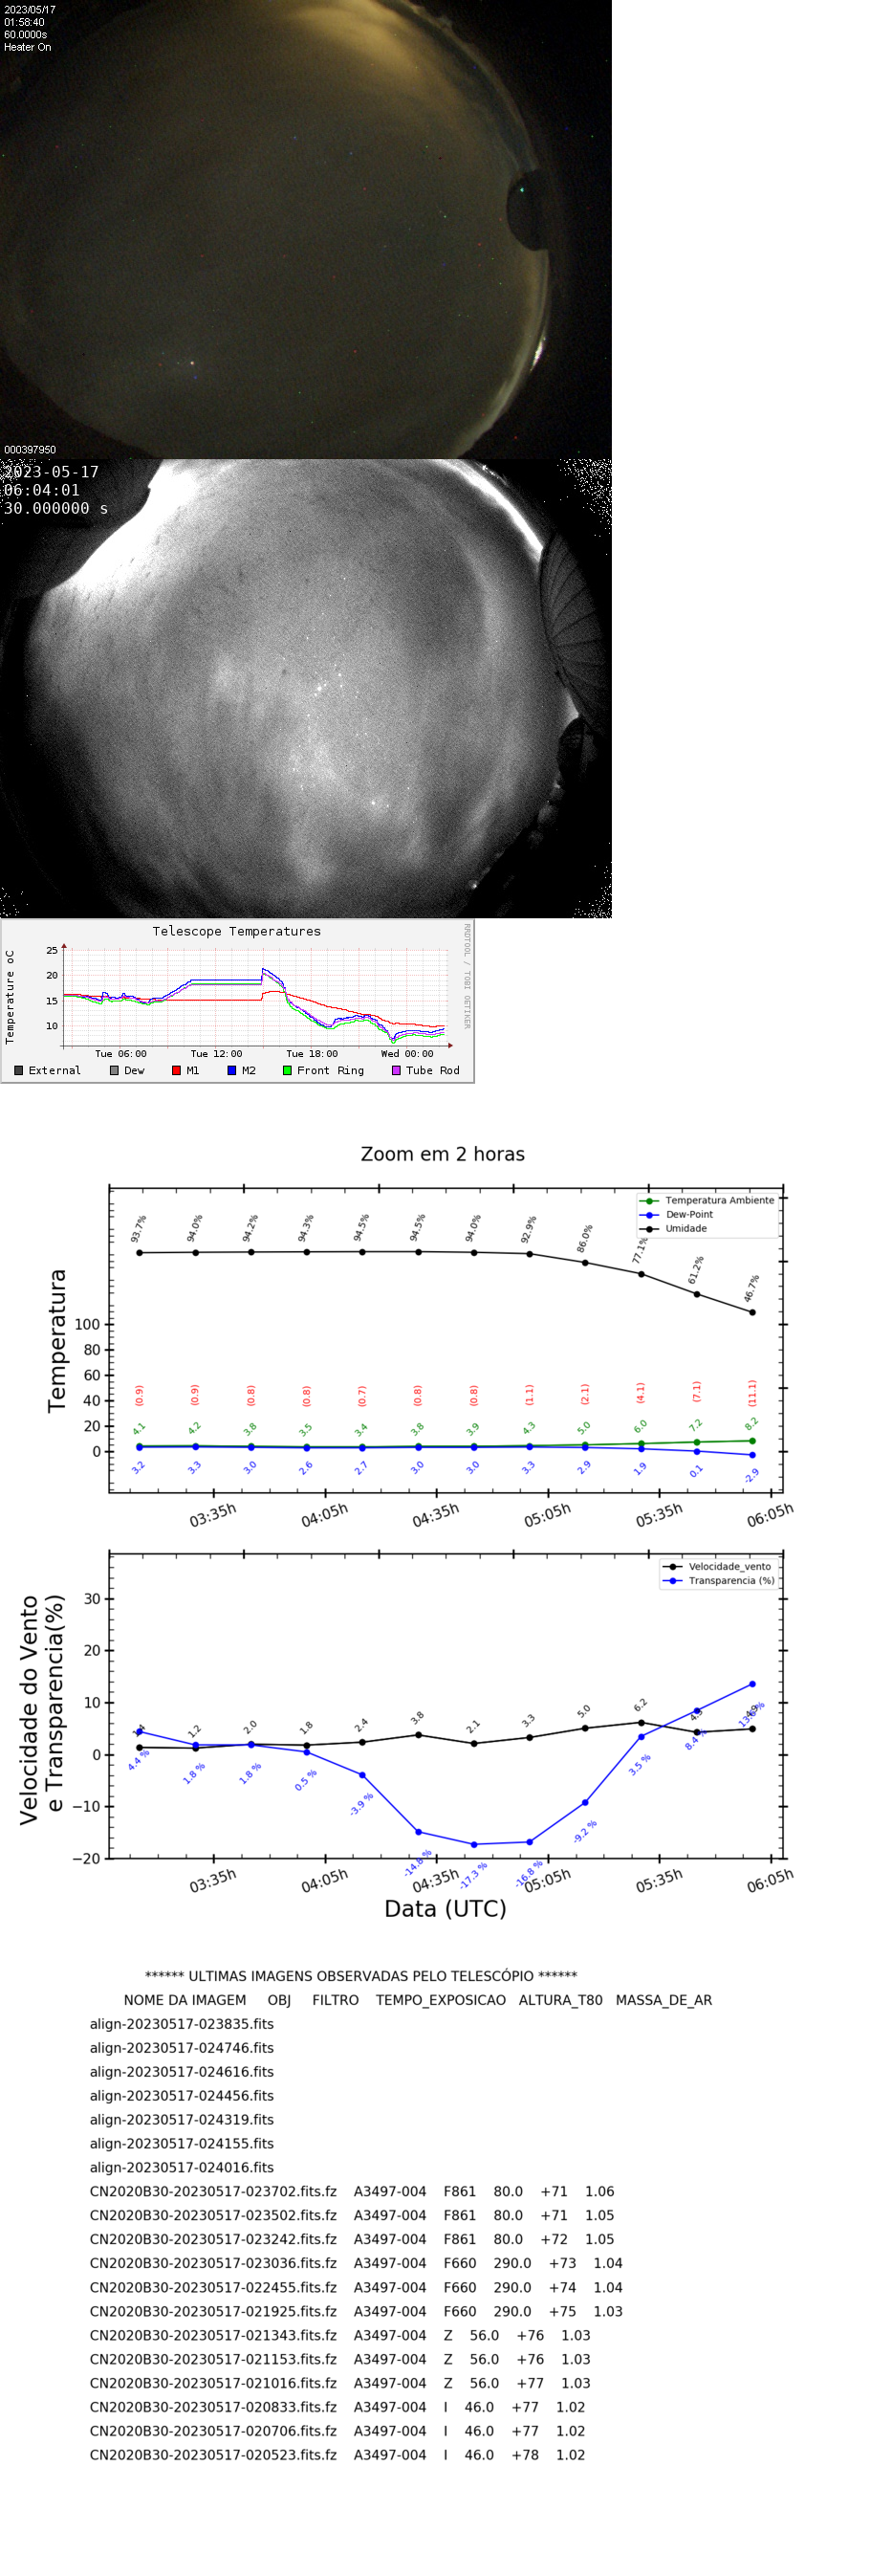 2023/05/17
01:58:40
60.0000s
Heater On
000397950
2023-05-17
06:04:01
30.000000 s
Telescope Temperatures
RRDTOOL / TOBI OETIKER
Temperature oC
25
20
15
10
Tue 06:00 Tue 12:00 Tue 18:00 Wed 00:00
External Dew M1 M2 Front Ring Tube Rod
Zoom em 2 horas
Temperatura Ambiente
Dew-Point
Umidade
93.7% 94.0% 94.2% 94.3% 94.5% 94.5% 94.0% 92.9% 86.0% 77.1% 61.2% 46.7%
Temperatura
100
80
60
40
20
0
(0.9) (0.9) (0.8) (0.8) (0.7) (0.8) (0.8) (1.1) (2.1) (4.1) (7.1) (11.1)
4.1 4.2 3.8 3.5 3.4 3.8 3.9 4.3 5.0 6.0 7.2 8.2
3.2 3.3 3.0 2.6 2.7 3.0 3.0 3.3 2.9 1.9 0.1 -2.9
03:35h 04:05h 04:35h 05:05h 05:35h 06:05h
Velocidade_vento
Transparencia (%)
Velocidade do Vento
e Transparencia(%)
30
20
10
0
−10
−20
1.2 2.0 1.8 2.4 3.8 2.1 3.3 5.0 6.2
4.4 % 1.8 % 1.8 % 0.5 % -3.9 % -14.8 % -17.3 % -16.8 % -9.2 % 3.5 % 8.4 %
03:35h 04:05h 04:35h 05:05h 05:35h 06:05h
Data (UTC)
****** ULTIMAS IMAGENS OBSERVADAS PELO TELESCÓPIO ******
NOME DA IMAGEM OBJ FILTRO TEMPO_EXPOSICAO ALTURA_T80 MASSA_DE_AR
align-20230517-023835.fits
align-20230517-024746.fits
align-20230517-024616.fits
align-20230517-024456.fits
align-20230517-024319.fits
align-20230517-024155.fits
align-20230517-024016.fits
CN2020B30-20230517-023702.fits.fz A3497-004 F861 80.0 +71 1.06
CN2020B30-20230517-023502.fits.fz A3497-004 F861 80.0 +71 1.05
CN2020B30-20230517-023242.fits.fz A3497-004 F861 80.0 +72 1.05
CN2020B30-20230517-023036.fits.fz A3497-004 F660 290.0 +73 1.04
CN2020B30-20230517-022455.fits.fz A3497-004 F660 290.0 +74 1.04
CN2020B30-20230517-021925.fits.fz A3497-004 F660 290.0 +75 1.03
CN2020B30-20230517-021343.fits.fz A3497-004 Z 56.0 +76 1.03
CN2020B30-20230517-021153.fits.fz A3497-004 Z 56.0 +76 1.03
CN2020B30-20230517-021016.fits.fz A3497-004 Z 56.0 +77 1.03
CN2020B30-20230517-020833.fits.fz A3497-004 I 46.0 +77 1.02
CN2020B30-20230517-020706.fits.fz A3497-004 I 46.0 +77 1.02
CN2020B30-20230517-020523.fits.fz A3497-004 I 46.0 +78 1.02